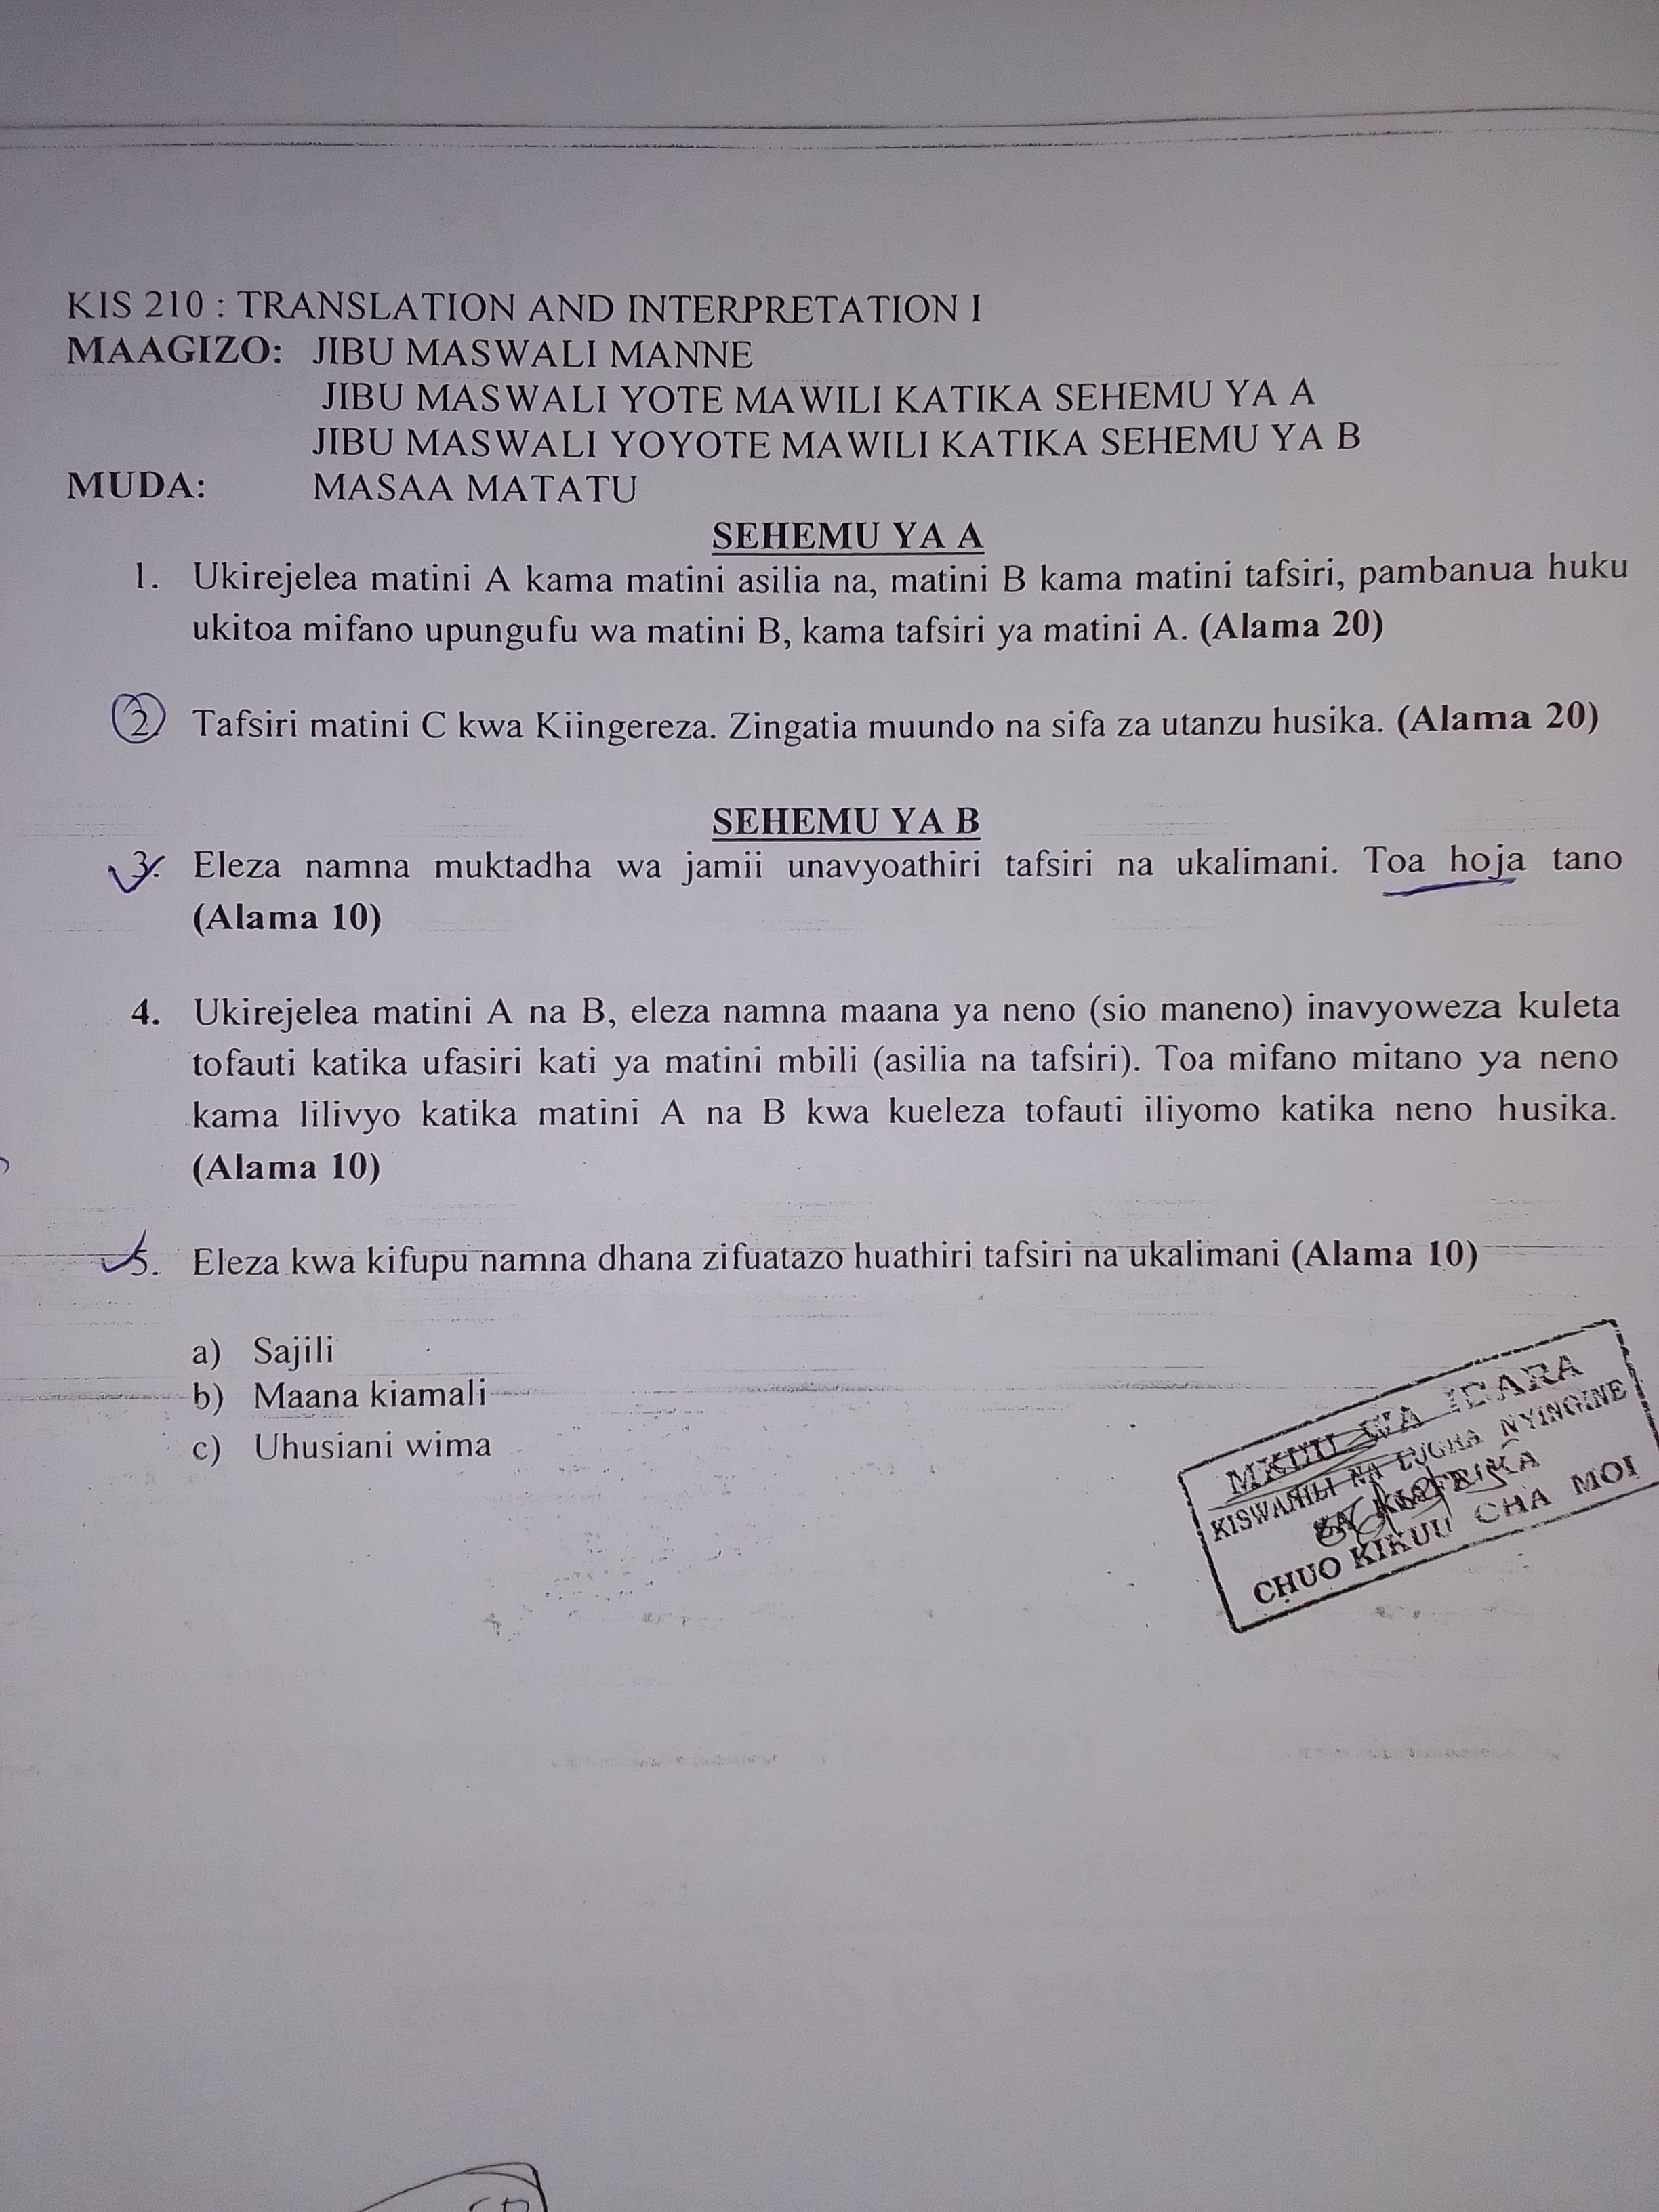 KIS 210 : TRANSLATION AND INTERPRETATION I
MAAGIZO: JIBU MASWALI MANNE
JIBU MASWALI YOTE MAWILI KATIKA SEHEMU YA A
JIBU MASWALI YOYOTE MAWILI KATIKA SEHEMU YA B
MUDA: MASAA MATATU
SEHEMU YA A
1. Ukirejelea matini A kama matini asilia na, matini B kama matini tafsiri, pambanua huku
ukitoa mifano upungufu wa matini B, kama tafsiri ya matini A. (Alama 20)
2 Tafsiri matini C kwa Kiingereza. Zingatia muundo na sifa za utanzu husika. (Alama 20)
SEHEMU YA B
3. Eleza namna muktadha wa jamii unavyoathiri tafsiri na ukalimani. Toa hoja tano
(Alama 10)
4. Ukirejelea matini A na B, eleza namna maana ya neno (sio maneno) inavyoweza kuleta
tofauti katika ufasiri kati ya matini mbili (asilia na tafsiri). Toa mifano mitano ya neno
kama lilivyo katika matini A na B kwa kueleza tofauti iliyomo katika neno husika.
(Alama 10)
5. Eleza kwa kifupu namna dhana zifuatazo huathiri tafsiri na ukalimani (Alama 10)
a) Sajili
b) Maana kiamali
c) Uhusiani wima
MKUU WA IDARA
KISWAHILI NA LUGHA NYINGINE
ZA KIAFRIKA
CHUO KIKUU CHA MOI